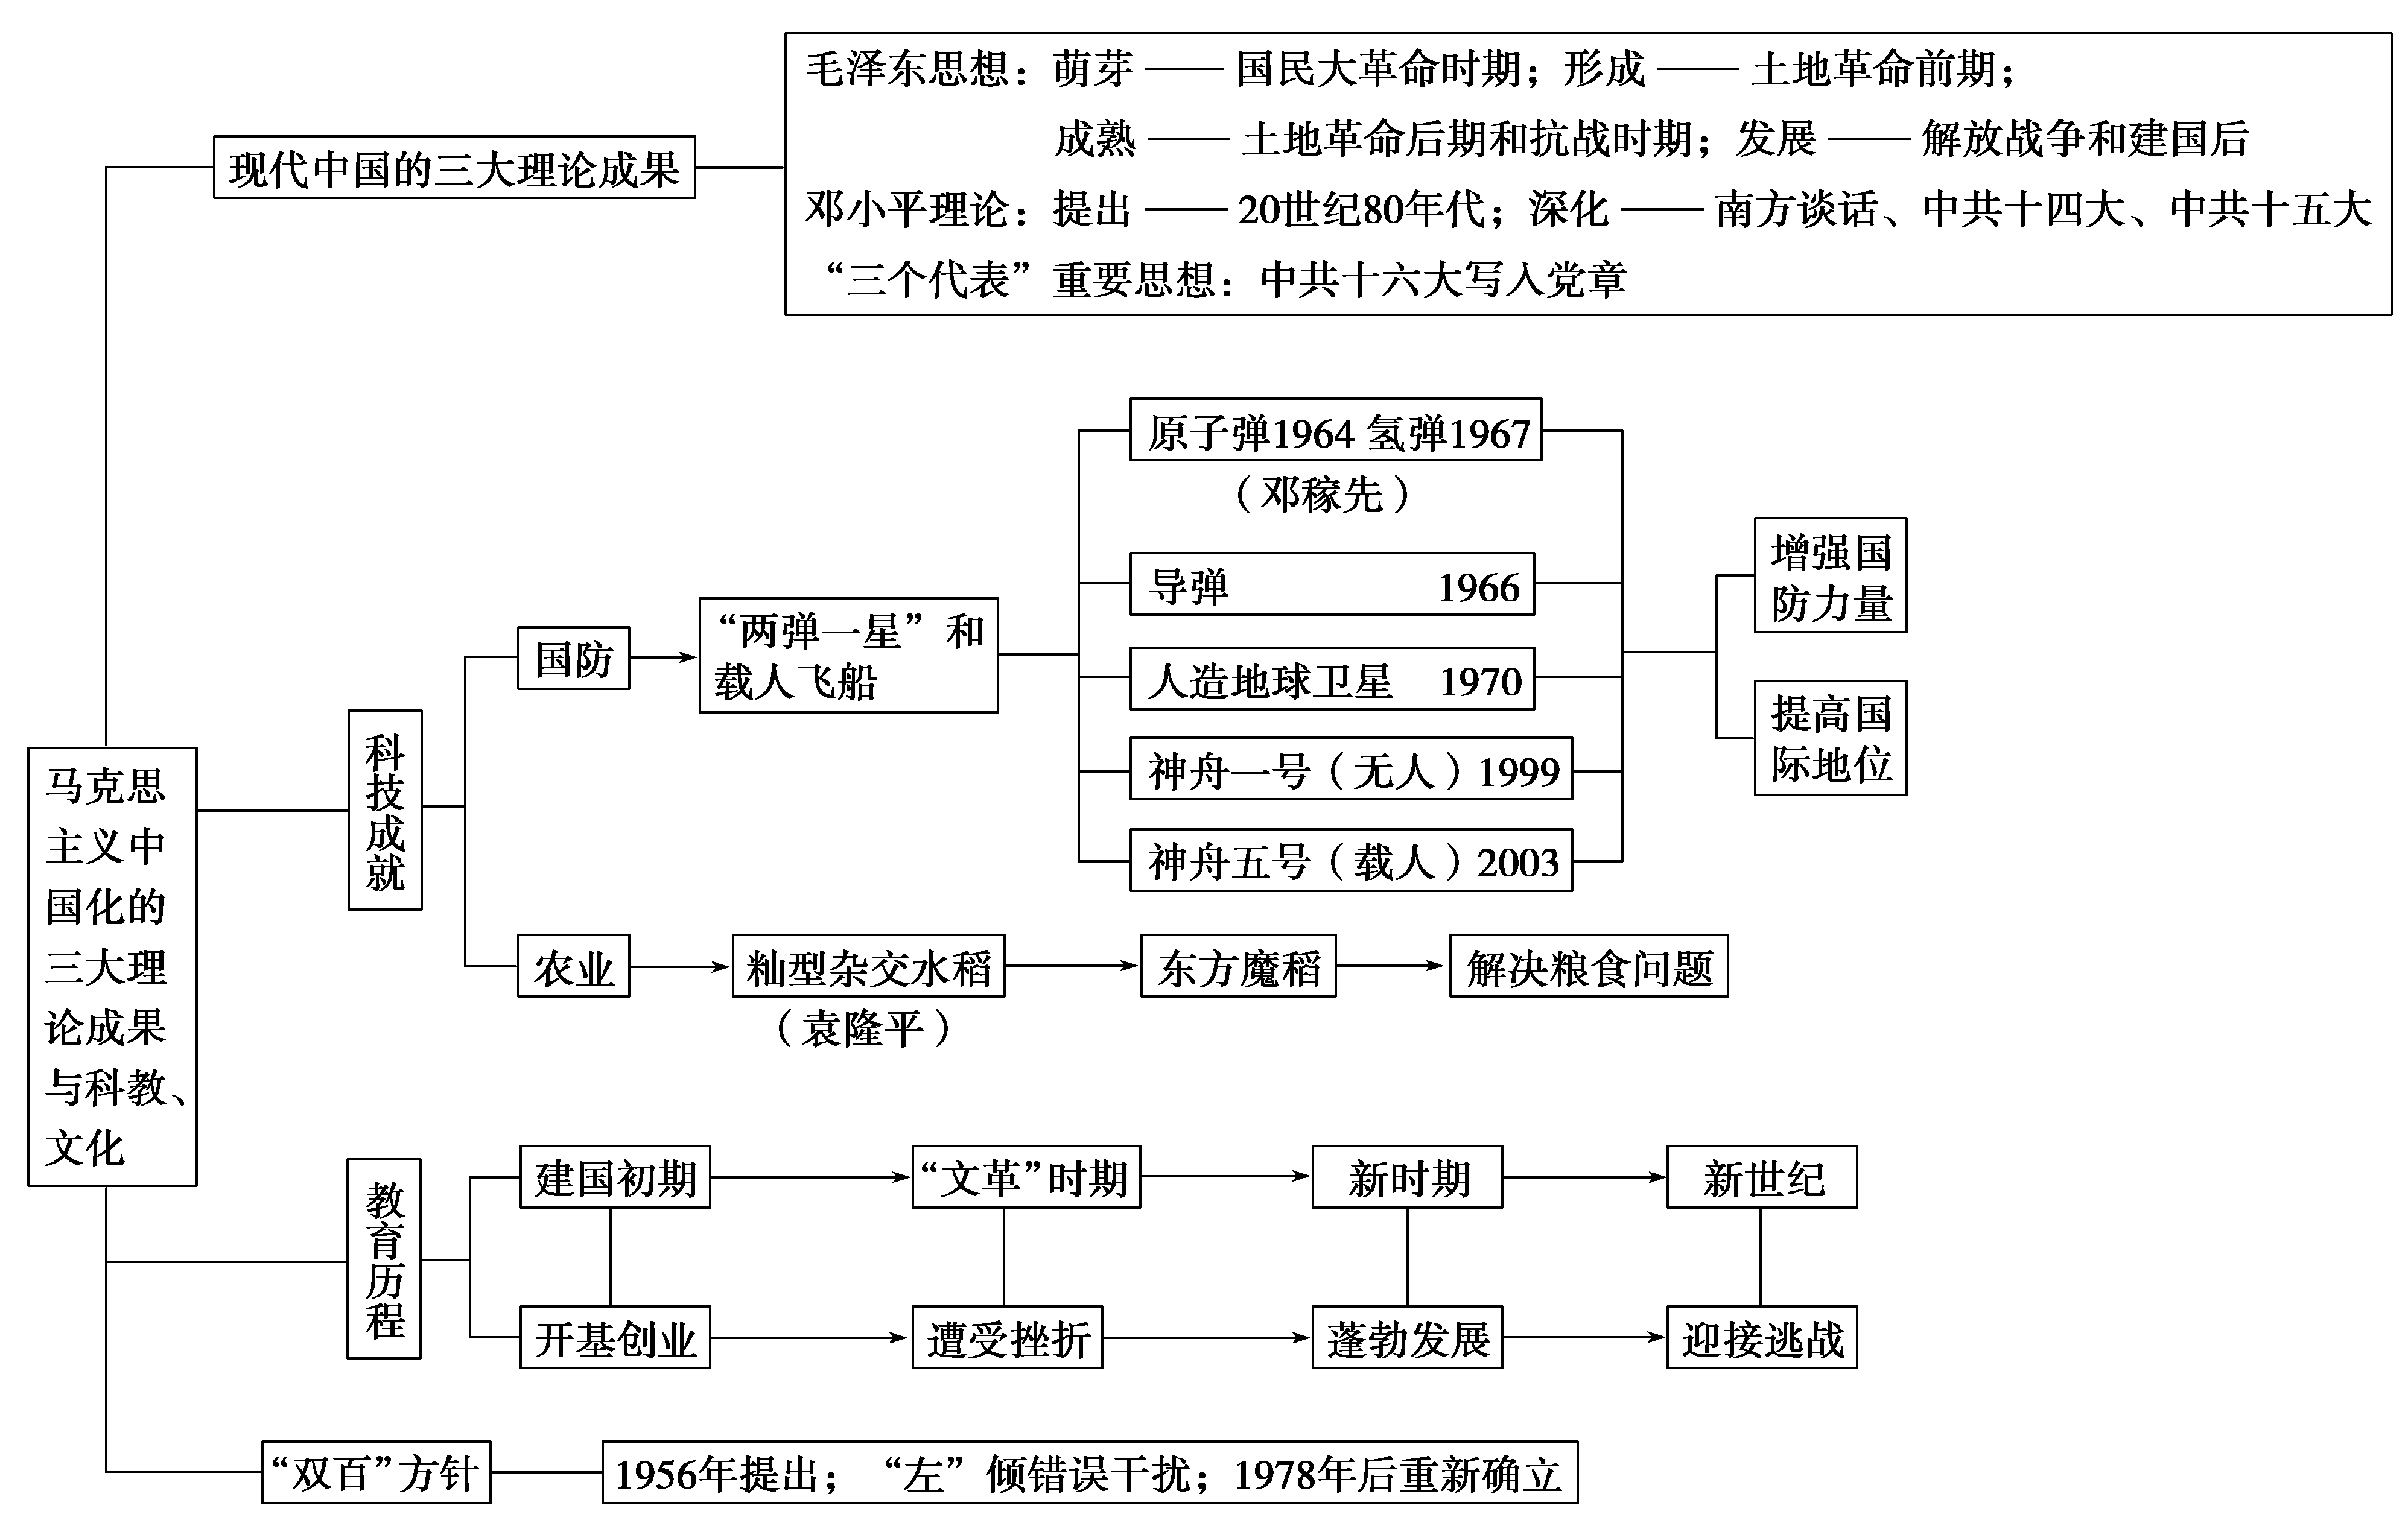 毛泽东思想：萌芽——国民大革命时期；形成——土地革命前期；
成熟——土地革命后期和抗战时期；发展——解放战争和建国后
邓小平理论：提出——20世纪80年代；深化——南方谈话、中共十四大、中共十五大
“三个代表”重要思想：中共十六大写入党章
现代中国的三大理论成果
马克思
主义中
国化的
三大理
论成果
与科教、
文化
科技成就
国防
“两弹一星”和
载人飞船
原子弹1964 氢弹1967
（邓稼先）
导弹 1966
人造地球卫星 1970
神舟一号（无人）1999
神舟五号（载人）2003
增强国
防力量
提高国
际地位
农业
籼型杂交水稻
（袁隆平）
东方魔稻
解决粮食问题
教育历程
建国初期
“文革”时期
新时期
新世纪
开基创业
遭受挫折
蓬勃发展
迎接逃战
“双百”方针
1956年提出；“左”倾错误干扰；1978年后重新确立